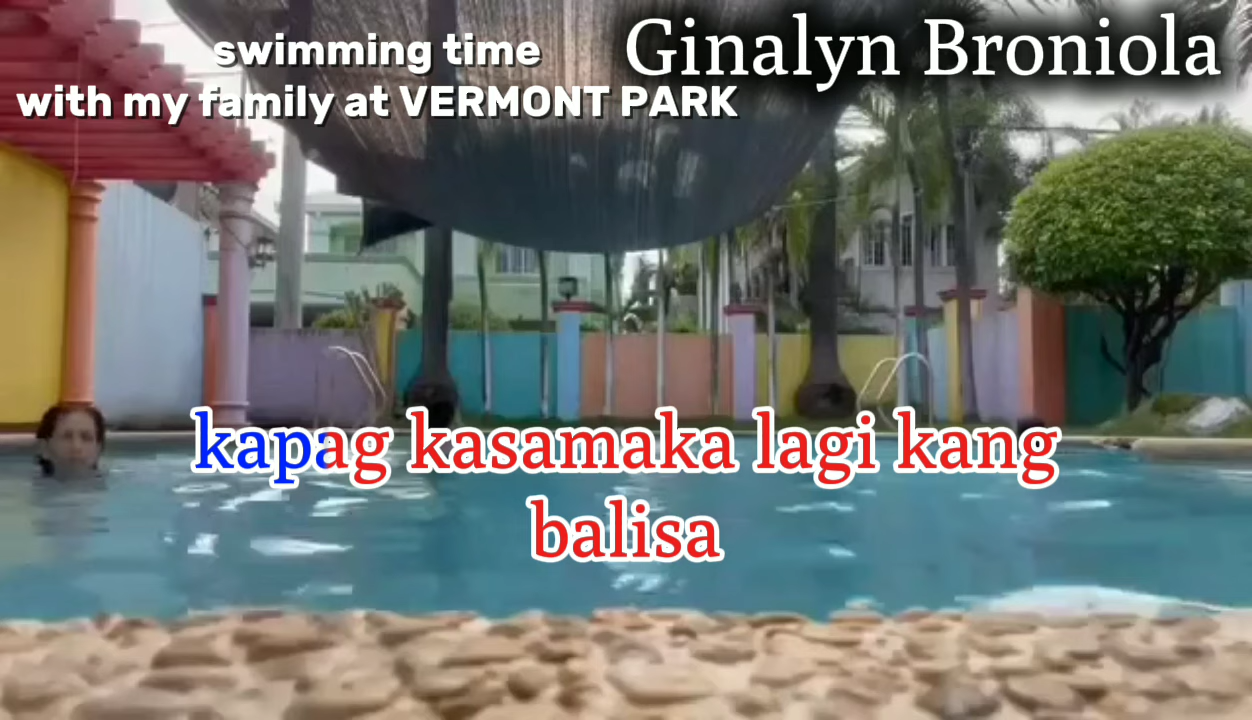 swimming time
with my family at VERMONT PARK
Ginalyn Broniola
kapag kasamaka lagi kang
balisa